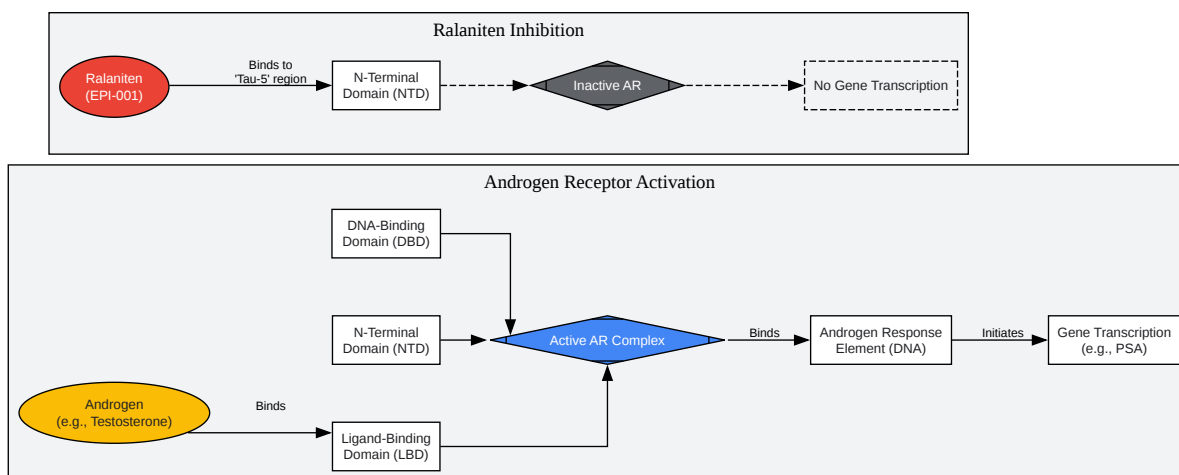 Ralaniten Inhibition
Ralaniten
(EPI-001)
Binds to
'Tau-5' region
N-Terminal
Domain (NTD)
Inactive AR
No Gene Transcription
Androgen Receptor Activation
DNA-Binding
Domain (DBD)
N-Terminal
Domain (NTD)
Active AR Complex
Binds
Androgen Response
Element (DNA)
Initiates
Gene Transcription
(e.g., PSA)
Androgen
(e.g., Testosterone)
Binds
Ligand-Binding
Domain (LBD)